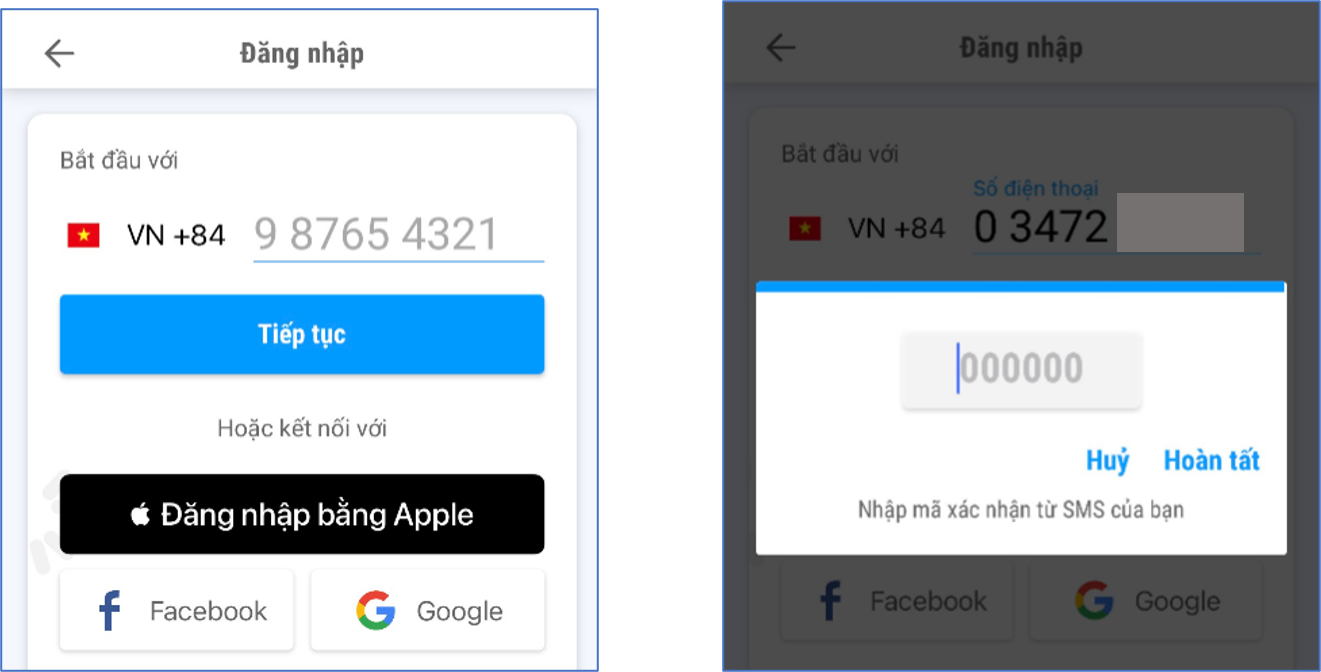 Đăng nhập
Bắt đầu với
VN +84 9 8765 4321
Tiếp tục
Hoặc kết nối với
Đăng nhập bằng Apple
Facebook Google
Đăng nhập
Bắt đầu với
Số điện thoại
VN +84 0 3472
000000
Huỷ Hoàn tất
Nhập mã xác nhận từ SMS của bạn
Facebook Google